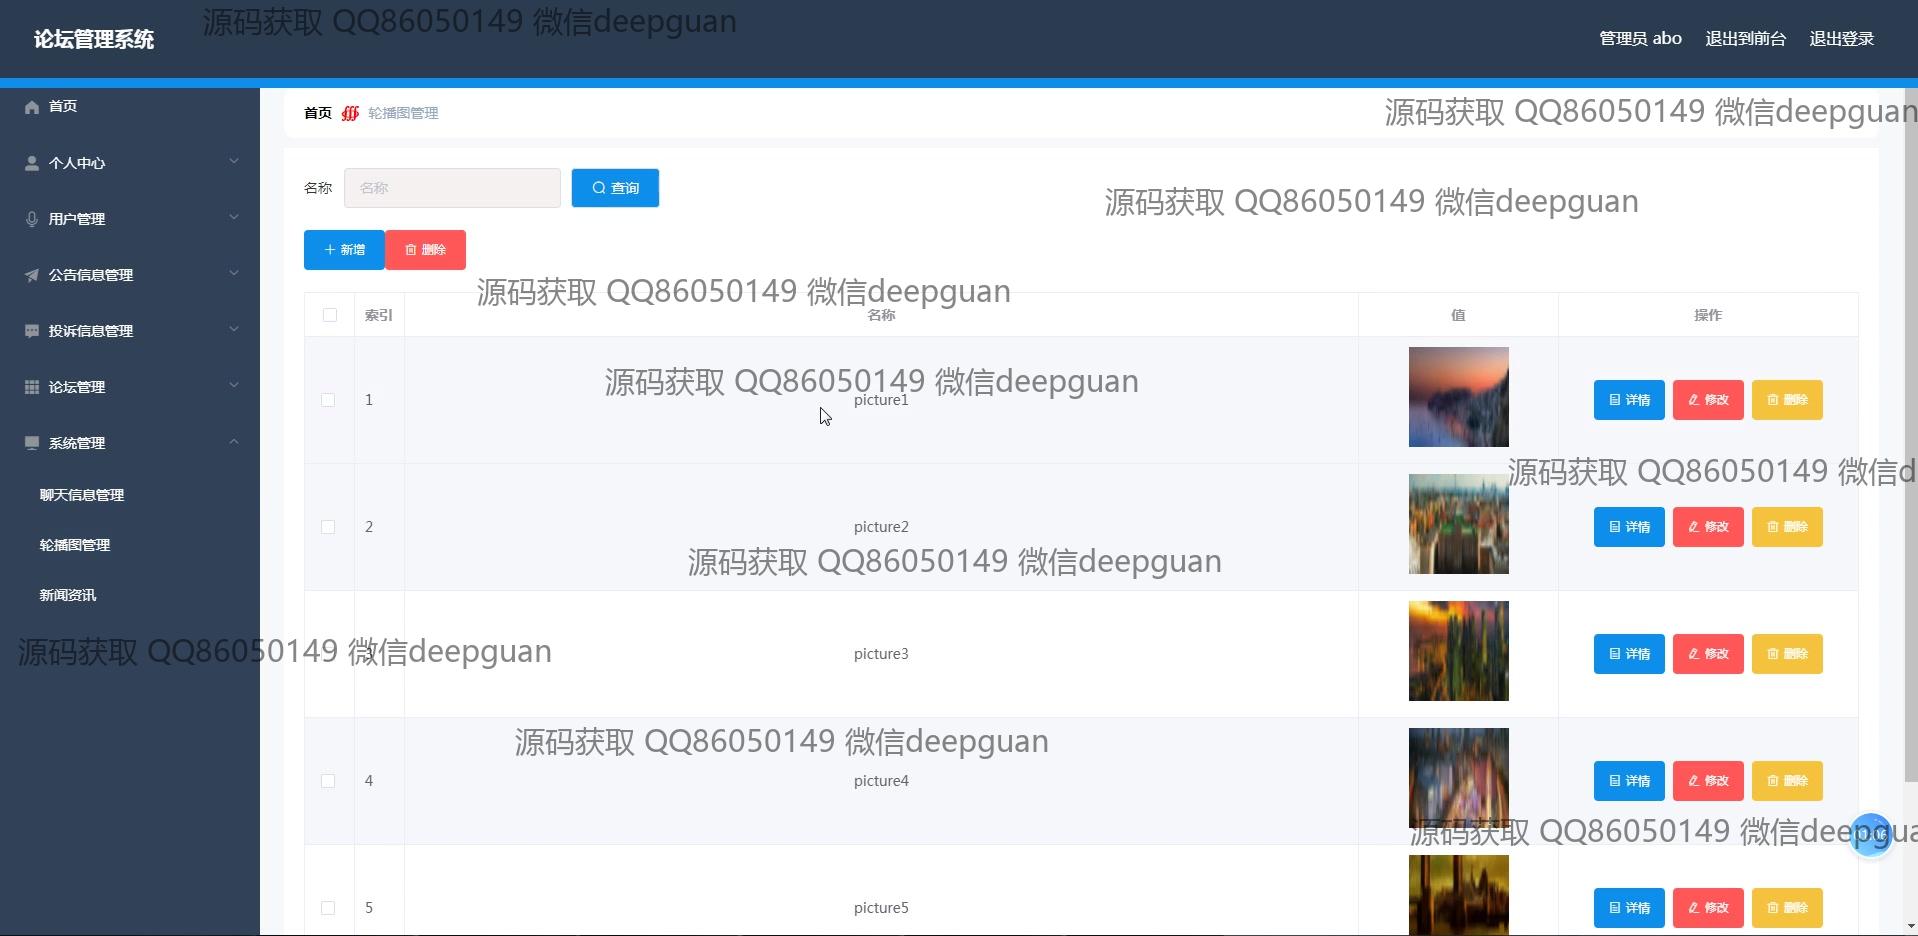 论坛管理系统
源码获取 QQ86050149 微信deepguan
管理员 abo 退出到前台 退出登录
首页
个人中心
用户管理
公告信息管理
投诉信息管理
论坛管理
系统管理
聊天信息管理
轮播图管理
新闻资讯
首页 轮播图管理
源码获取 QQ86050149 微信deepguan
名称 名称 查询
源码获取 QQ86050149 微信deepguan
新增 删除
源码获取 QQ86050149 微信deepguan
索引 名称 值 操作
源码获取 QQ86050149 微信deepguan
1 picture1 详情 修改 删除
源码获取 QQ86050149 微信d
2 picture2 详情 修改 删除
源码获取 QQ86050149 微信deepguan
源码获取 QQ86050149 微信deepguan
3 picture3 详情 修改 删除
源码获取 QQ86050149 微信deepguan
4 picture4 详情 修改 删除
源码获取 QQ86050149 微信deepgua
5 picture5 详情 修改 删除